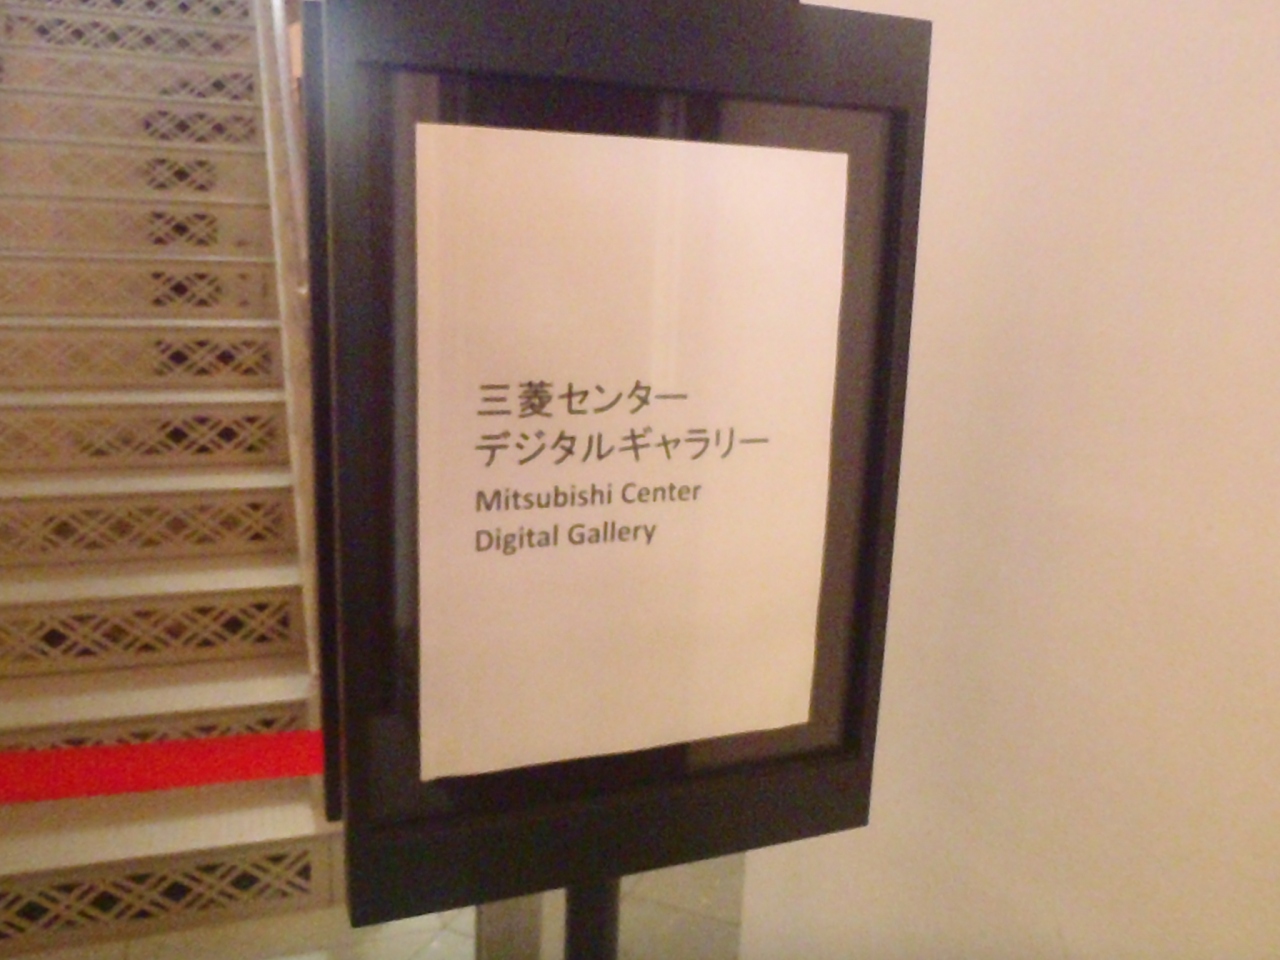 三菱センター
デジタルギャラリー
Mitsubishi Center
Digital Gallery